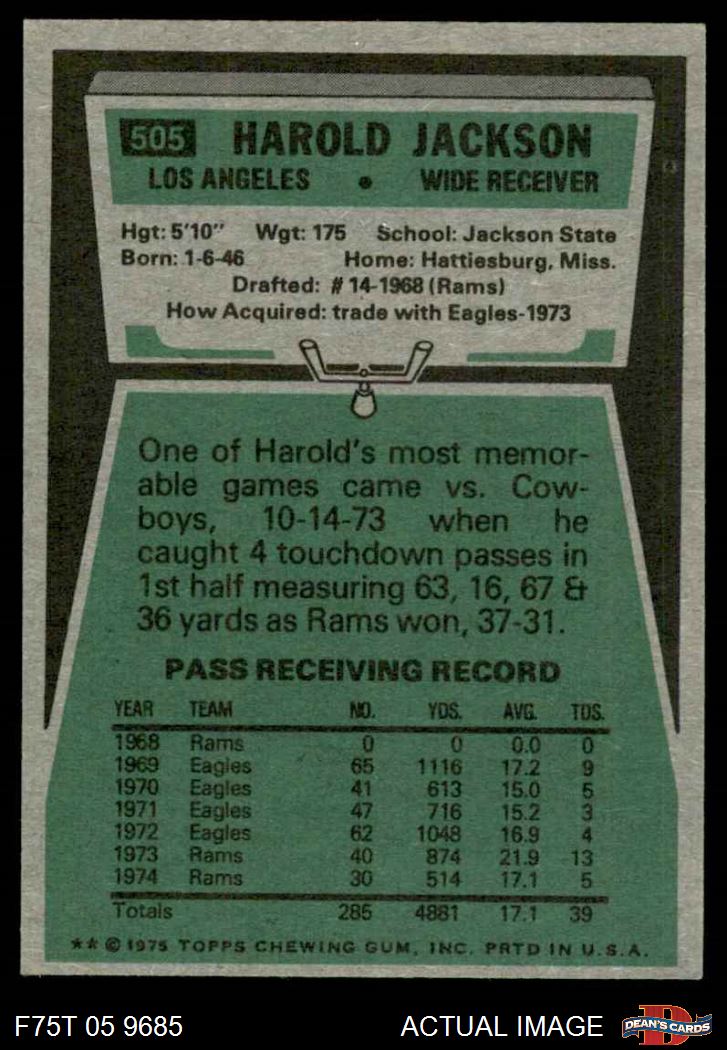 505 HAROLD JACKSON
LOS ANGELES • WIDE RECEIVER
Hgt: 5'10" Wgt: 175 School: Jackson State
Born: 1-6-46 Home: Hattiesburg, Miss.
Drafted: #14-1968 (Rams)
How Acquired: trade with Eagles-1973
One of Harold's most memor-
able games came vs. Cow-
boys, 10-14-73 when he
caught 4 touchdown passes in
1st half measuring 63, 16, 67 &
36 yards as Rams won, 37-31.
PASS RECEIVING RECORD
YEAR TEAM NO. YDS. AVG. TDS.
1968 Rams 0 0 0.0 0
1969 Eagles 65 1116 17.2 9
1970 Eagles 41 613 15.0 5
1971 Eagles 47 716 15.2 3
1972 Eagles 62 1048 16.9 4
1973 Rams 40 874 21.9 13
1974 Rams 30 514 17.1 5
Totals 285 4881 17.1 39
** © 1975 TOPPS CHEWING GUM, INC. PRTD IN U.S.A.
F75T 05 9685 ACTUAL IMAGE D DEAN'S CARDS